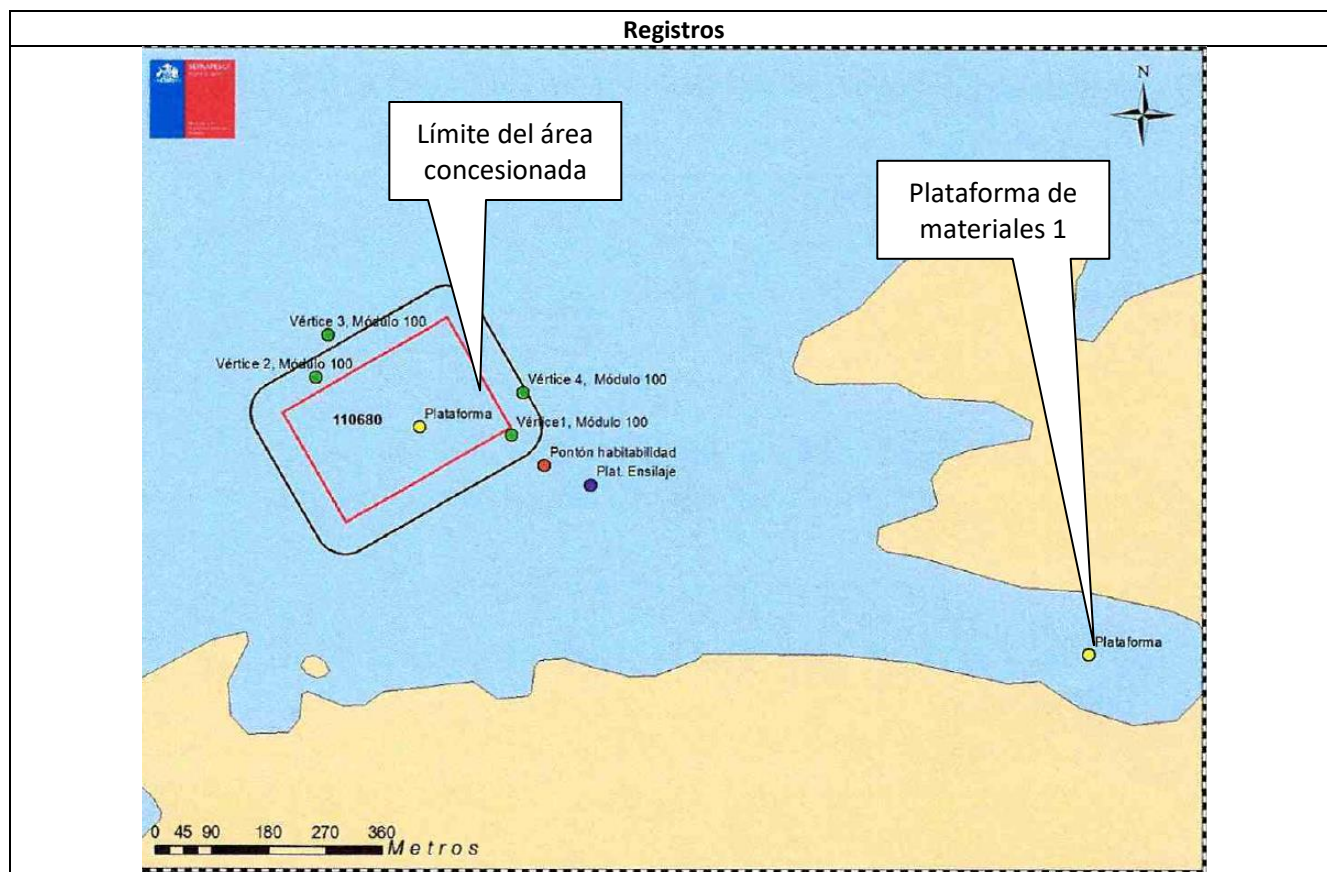 Registros
SERNAPESCA
N
Límite del área
concesionada
Plataforma de
materiales 1
Vértice 3, Módulo 100
Vértice 2, Módulo 100
Vértice 4, Módulo 100
110680
Plataforma
Vértice1, Módulo 100
Pontón habitabilidad
Plat. Ensilaje
Plataforma
0 45 90 180 270 360
Metros